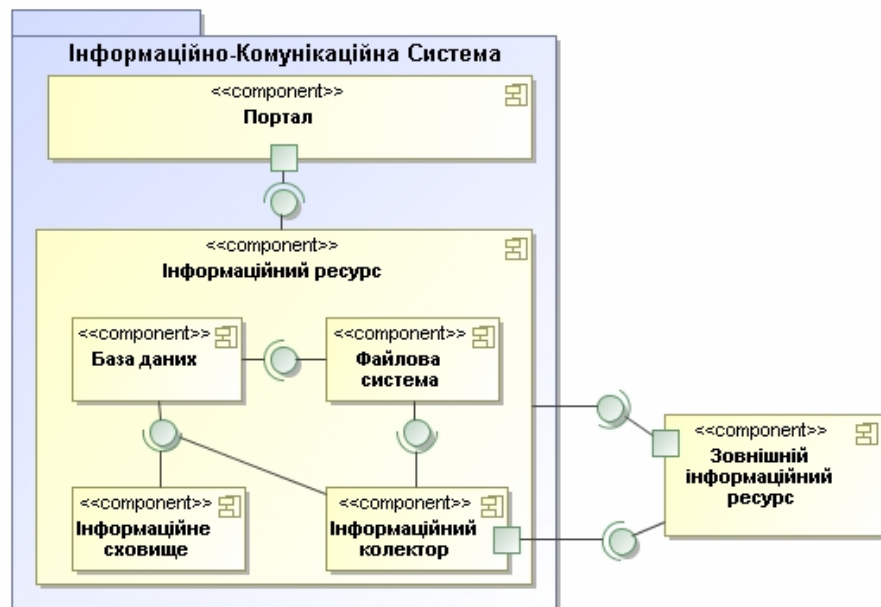 Інформаційно-Комунікаційна Система
<<component>>
Портал
<<component>>
Інформаційний ресурс
<<component>>
База даних
<<component>>
Файлова
система
<<component>>
Інформаційне
сховище
<<component>>
Інформаційний
колектор
<<component>>
Зовнішній
інформаційний
ресурс